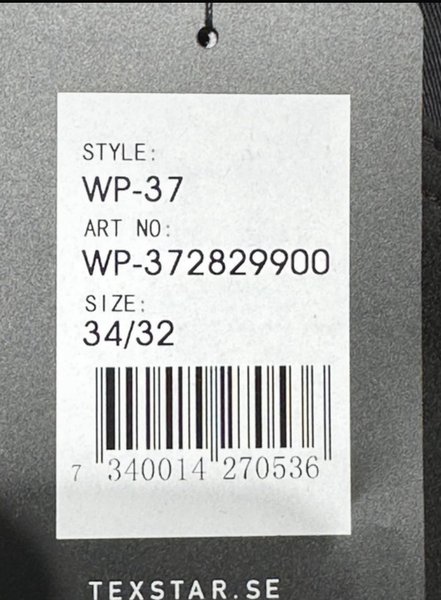 STYLE:
WP-37
ART NO:
WP-372829900
SIZE:
34/32
7 340014 270536
TEXSTAR.SE